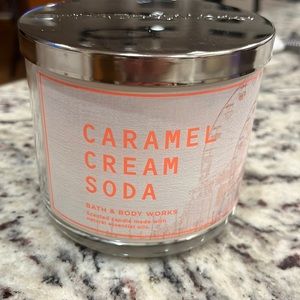 CARAMEL
CREAM
SODA
BATH & BODY WORKS
Scented candle made with
natural essential oils.